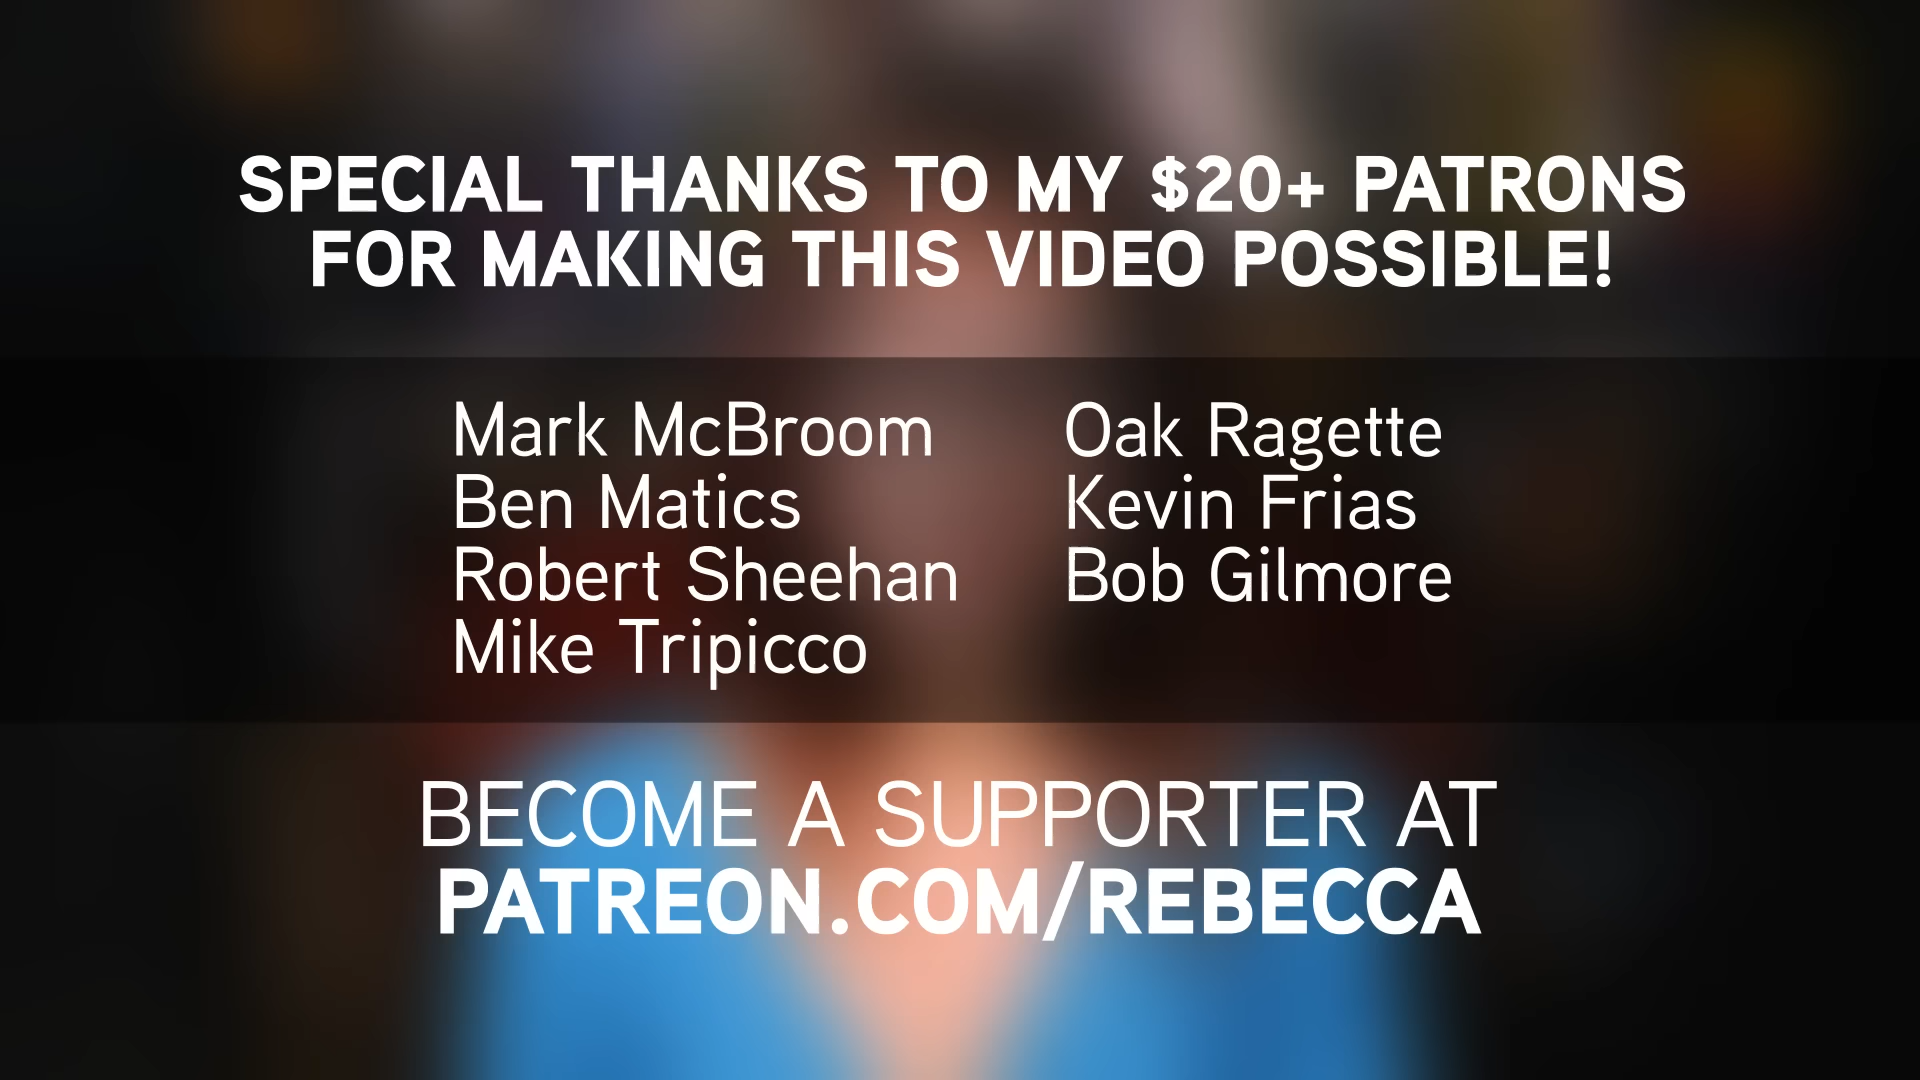 SPECIAL THANKS TO MY $20+ PATRONS
FOR MAKING THIS VIDEO POSSIBLE!
Mark McBroom
Ben Matics
Robert Sheehan
Mike Tripicco
Oak Ragette
Kevin Frias
Bob Gilmore
BECOME A SUPPORTER AT
PATREON.COM/REBECCA